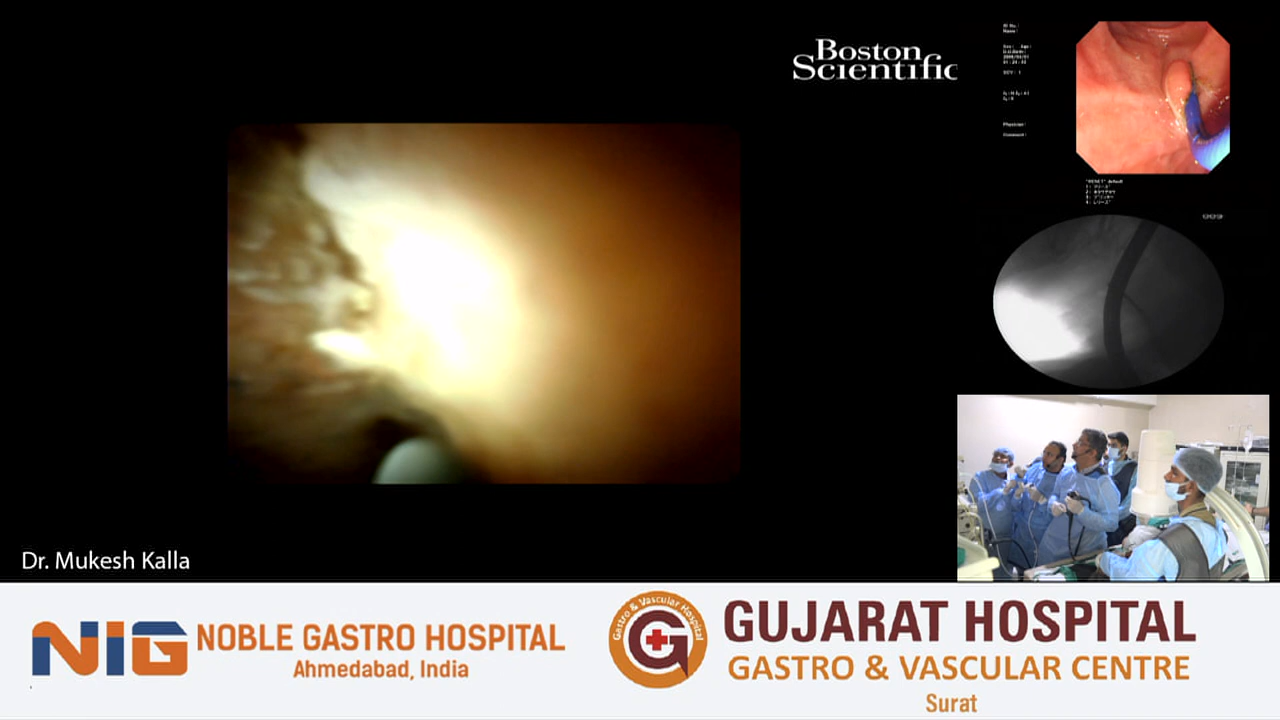 Boston
Scientific
Dr. Mukesh Kalla
NIG
NOBLE GASTRO HOSPITAL
Ahmedabad, India
Gastro & Vascular Hospital
G
GUJARAT HOSPITAL
GASTRO & VASCULAR CENTRE
Surat